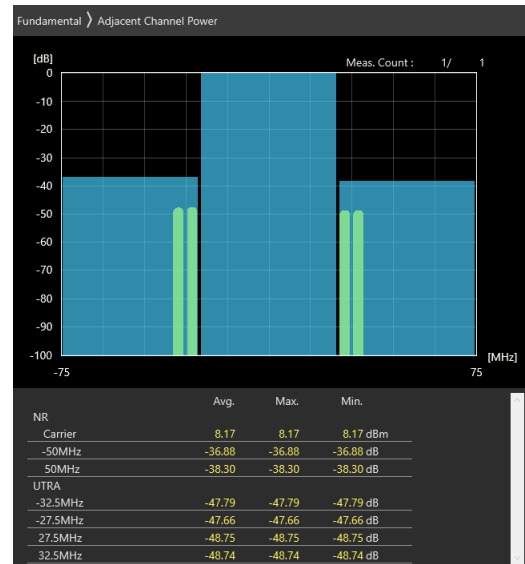 Fundamental 〉 Adjacent Channel Power
[dB]
Meas. Count : 1/ 1
0
-10
-20
-30
-40
-50
-60
-70
-80
-90
-100
[MHz]
-75 75
Avg. Max. Min.
NR
Carrier 8.17 8.17 8.17 dBm
-50MHz -36.88 -36.88 -36.88 dB
50MHz -38.30 -38.30 -38.30 dB
UTRA
-32.5MHz -47.79 -47.79 -47.79 dB
-27.5MHz -47.66 -47.66 -47.66 dB
27.5MHz -48.75 -48.75 -48.75 dB
32.5MHz -48.74 -48.74 -48.74 dB